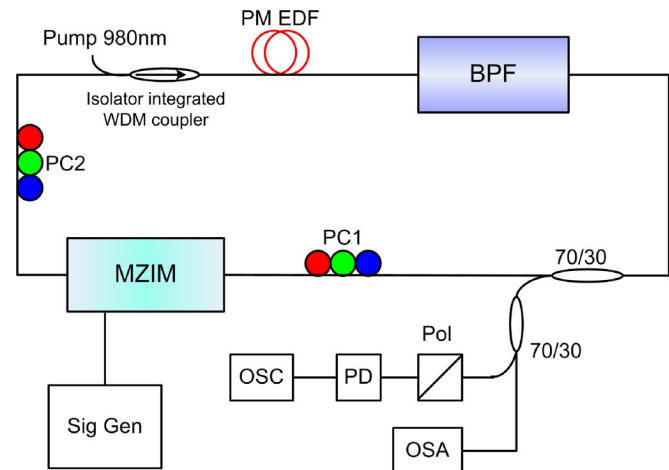 PM EDF
Pump 980nm
BPF
Isolator integrated
WDM coupler
PC2
PC1
MZIM
70/30
Pol
70/30
OSC
PD
Sig Gen
OSA